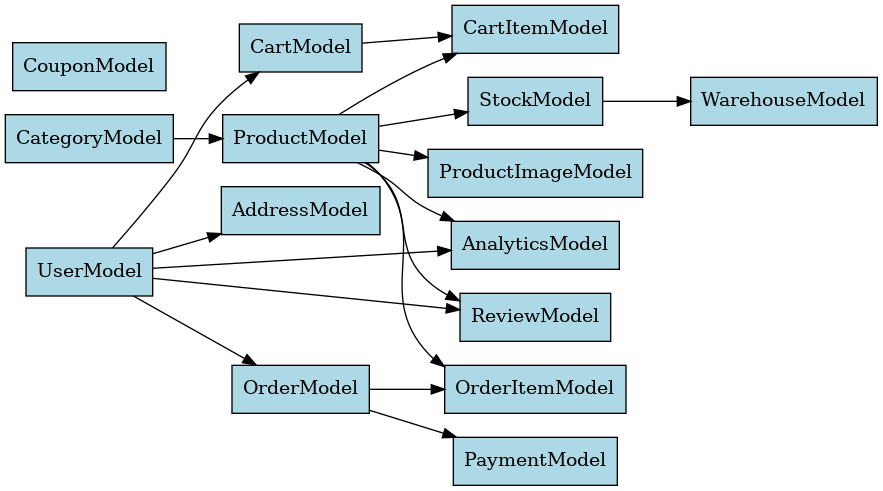 CouponModel
CategoryModel
UserModel
CartModel
ProductModel
AddressModel
OrderModel
CartItemModel
StockModel
ProductImageModel
AnalyticsModel
ReviewModel
OrderItemModel
PaymentModel
WarehouseModel